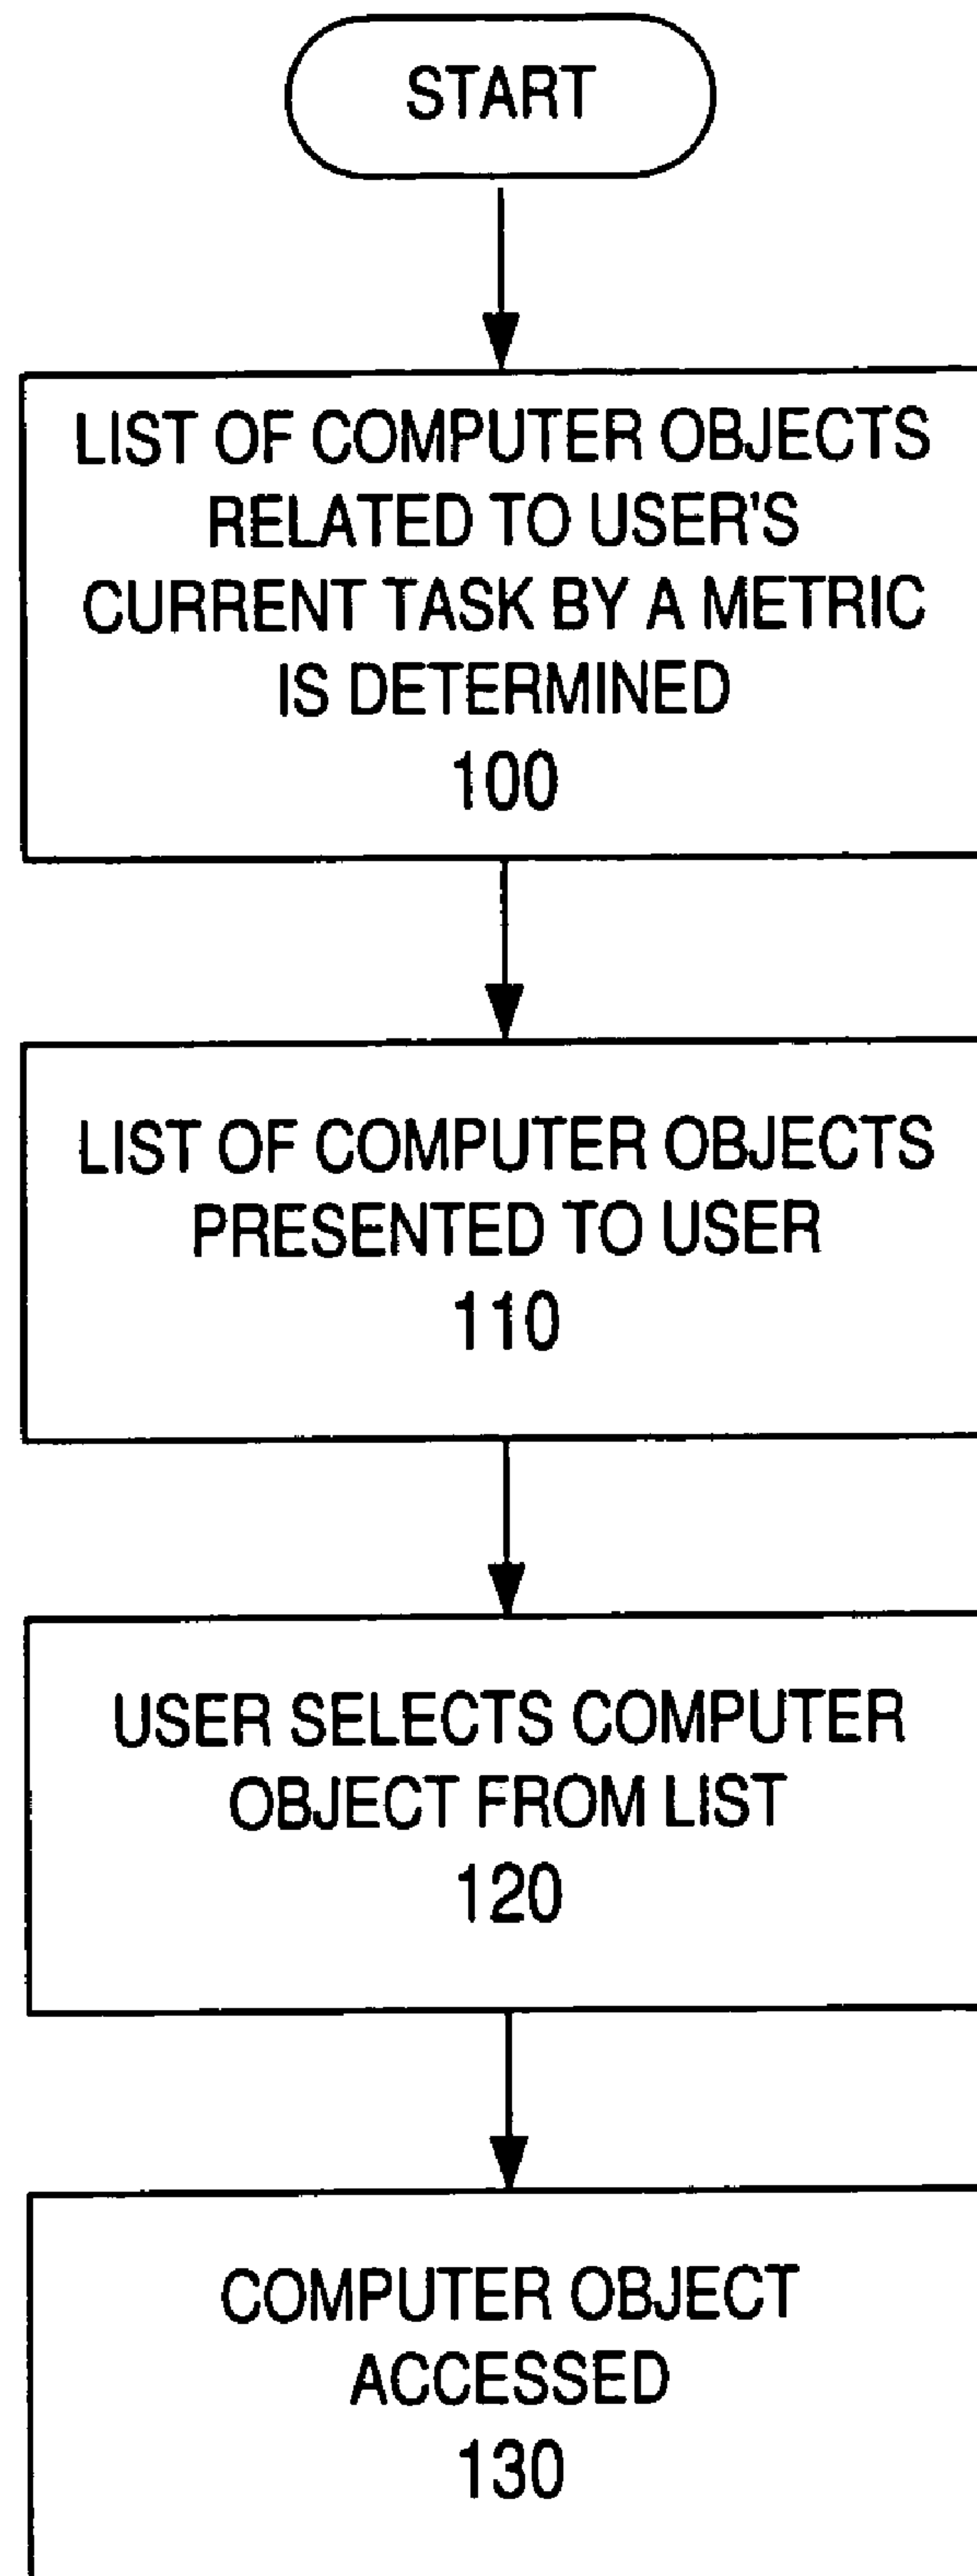 START
LIST OF COMPUTER OBJECTS
RELATED TO USER'S
CURRENT TASK BY A METRIC
IS DETERMINED
100
LIST OF COMPUTER OBJECTS
PRESENTED TO USER
110
USER SELECTS COMPUTER
OBJECT FROM LIST
120
COMPUTER OBJECT
ACCESSED
130